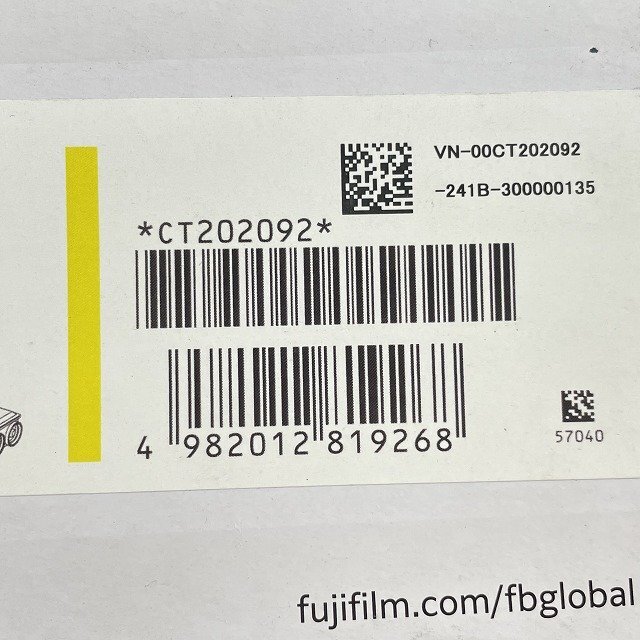 VN-00CT202092
-241B-300000135
*CT202092*
4 982012 819268
57040
fujifilm.com/fbglobal